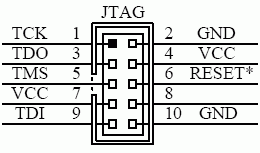 JTAG
TCK 1 2 GND
TDO 3 4 VCC
TMS 5 6 RESET*
VCC 7 8
TDI 9 10 GND